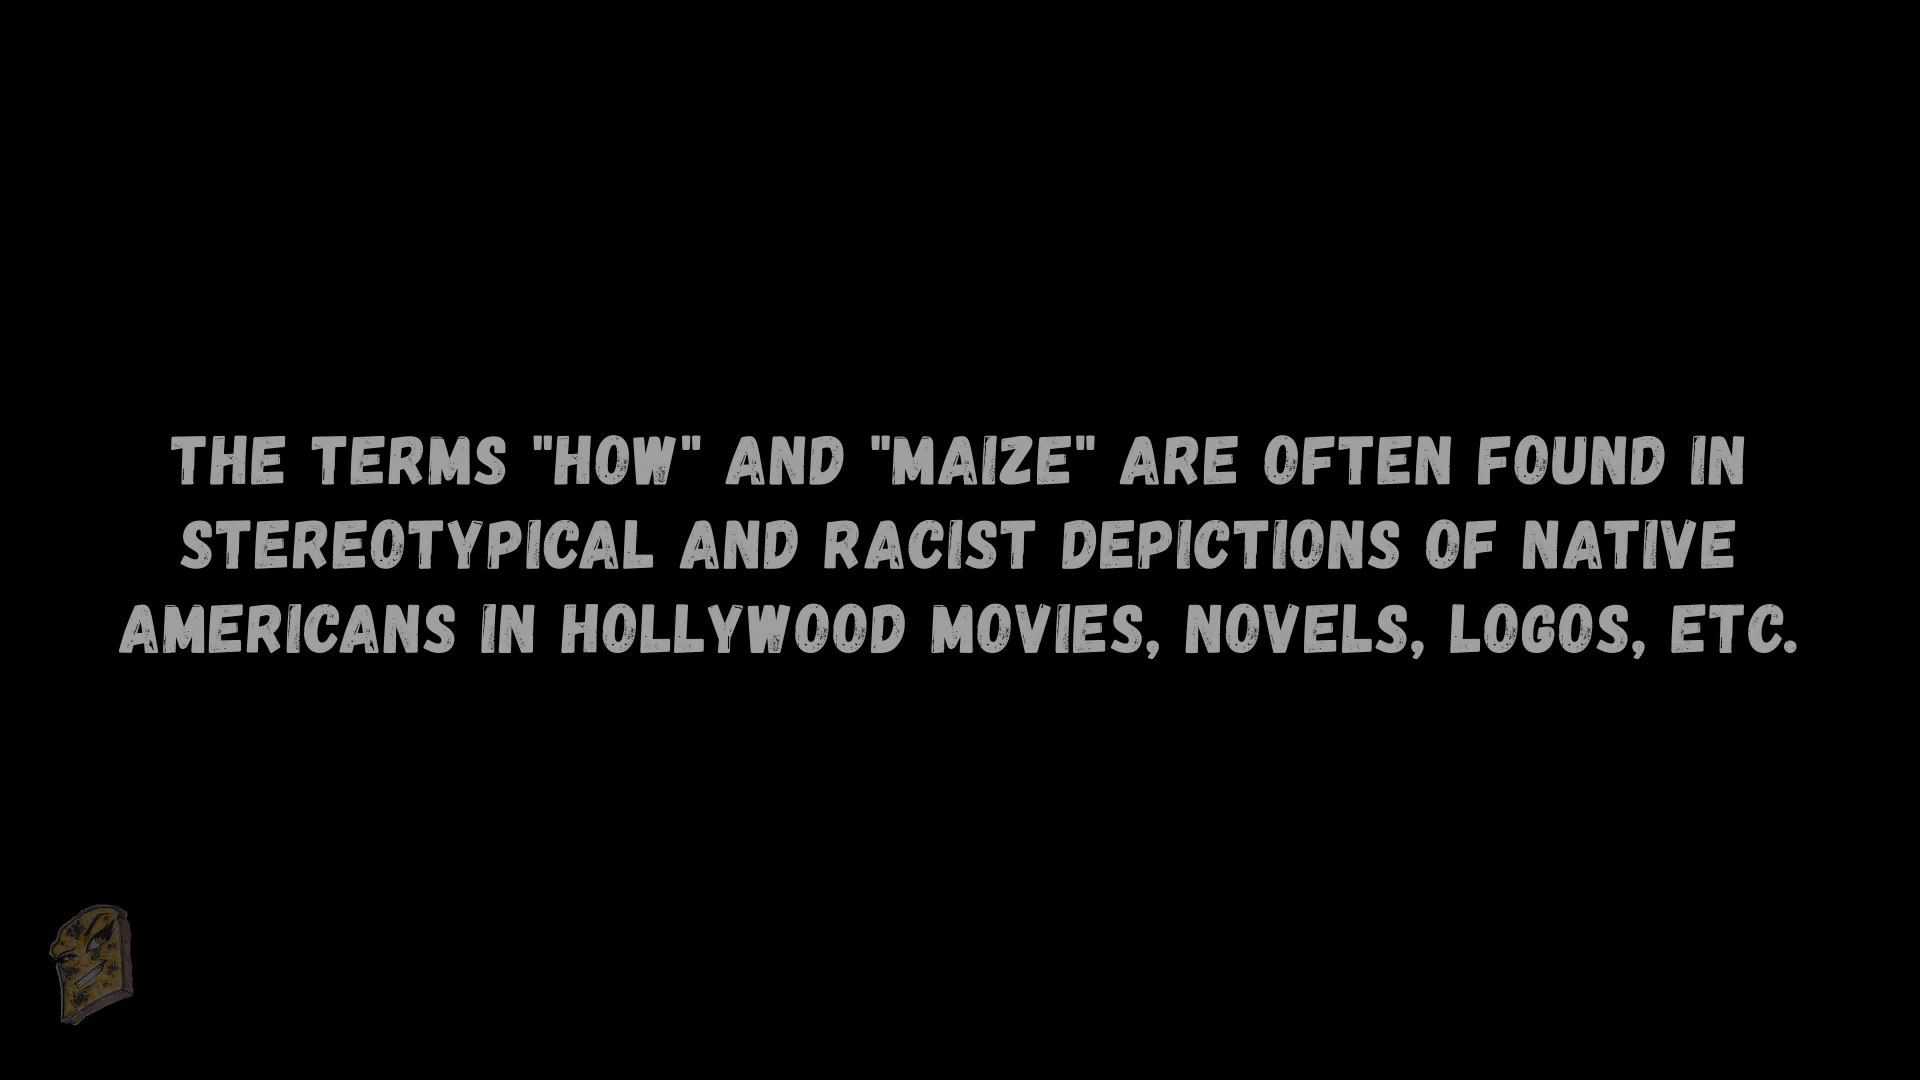 THE TERMS "HOW" AND "MAIZE" ARE OFTEN FOUND IN
STEREOTYPICAL AND RACIST DEPICTIONS OF NATIVE
AMERICANS IN HOLLYWOOD MOVIES, NOVELS, LOGOS, ETC.